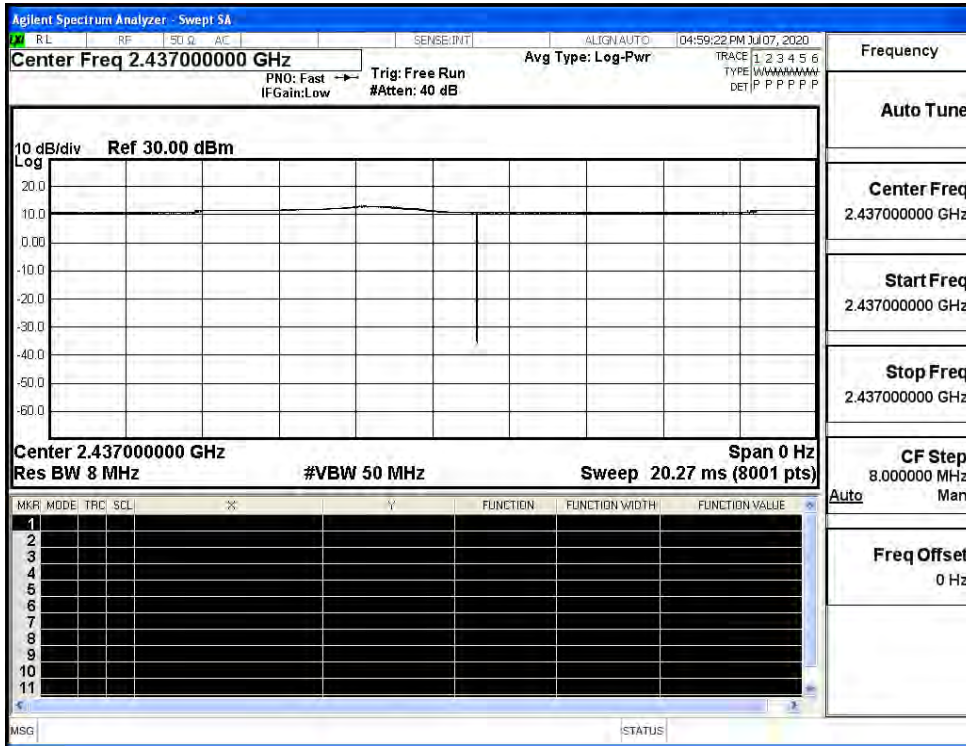 Agilent Spectrum Analyzer - Swept SA
RL RF 50 Ω AC SENSE:INT ALIGN AUTO 04:59:22 PM Jul 07, 2020
Center Freq 2.437000000 GHz
PNO: Fast
IFGain:Low
Trig: Free Run
#Atten: 40 dB
Avg Type: Log-Pwr
TRACE 1 2 3 4 5 6
TYPE WWWWWW
DET P P P P P P
10 dB/div Ref 30.00 dBm
Log
20.0
10.0
0.00
-10.0
-20.0
-30.0
-40.0
-50.0
-60.0
Center 2.437000000 GHz Span 0 Hz
Res BW 8 MHz #VBW 50 MHz Sweep 20.27 ms (8001 pts)
MKR MODE TRC SCL X Y FUNCTION FUNCTION WIDTH FUNCTION VALUE
1
2
3
4
5
6
7
8
9
10
11
MSG STATUS
Frequency
Auto Tune
Center Freq
2.437000000 GHz
Start Freq
2.437000000 GHz
Stop Freq
2.437000000 GHz
CF Step
8.000000 MHz
Auto Man
Freq Offset
0 Hz